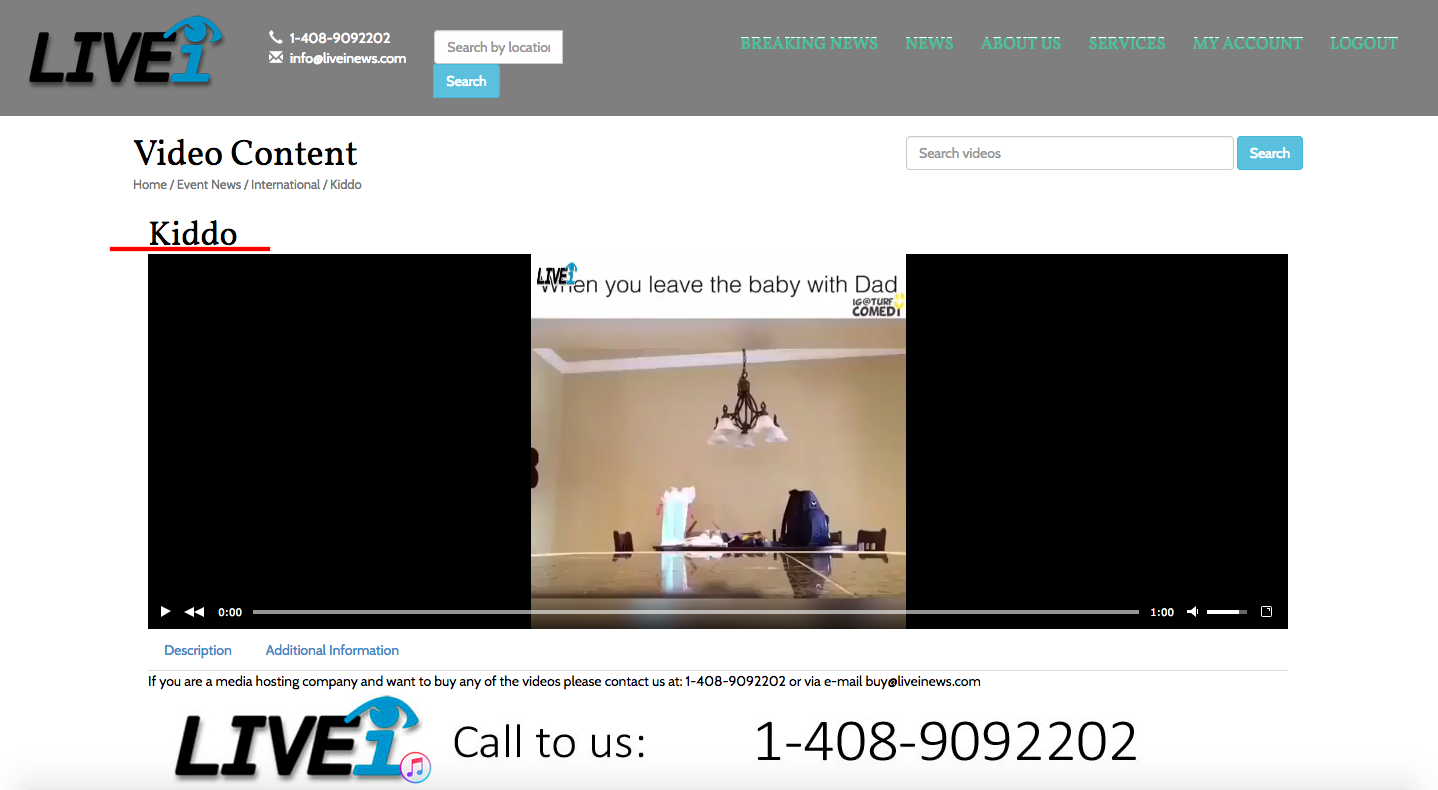 LIVEi
1-408-9092202
info@liveinews.com
Search by location
Search
BREAKING NEWS NEWS ABOUT US SERVICES MY ACCOUNT LOGOUT
Video Content
Home / Event News / International / Kiddo
Search videos Search
Kiddo
LIVEi
When you leave the baby with Dad
IG@TURF
COMEDI
0:00 1:00
Description Additional Information
If you are a media hosting company and want to buy any of the videos please contact us at: 1-408-9092202 or via e-mail buy@liveinews.com
LIVEi Call to us: 1-408-9092202